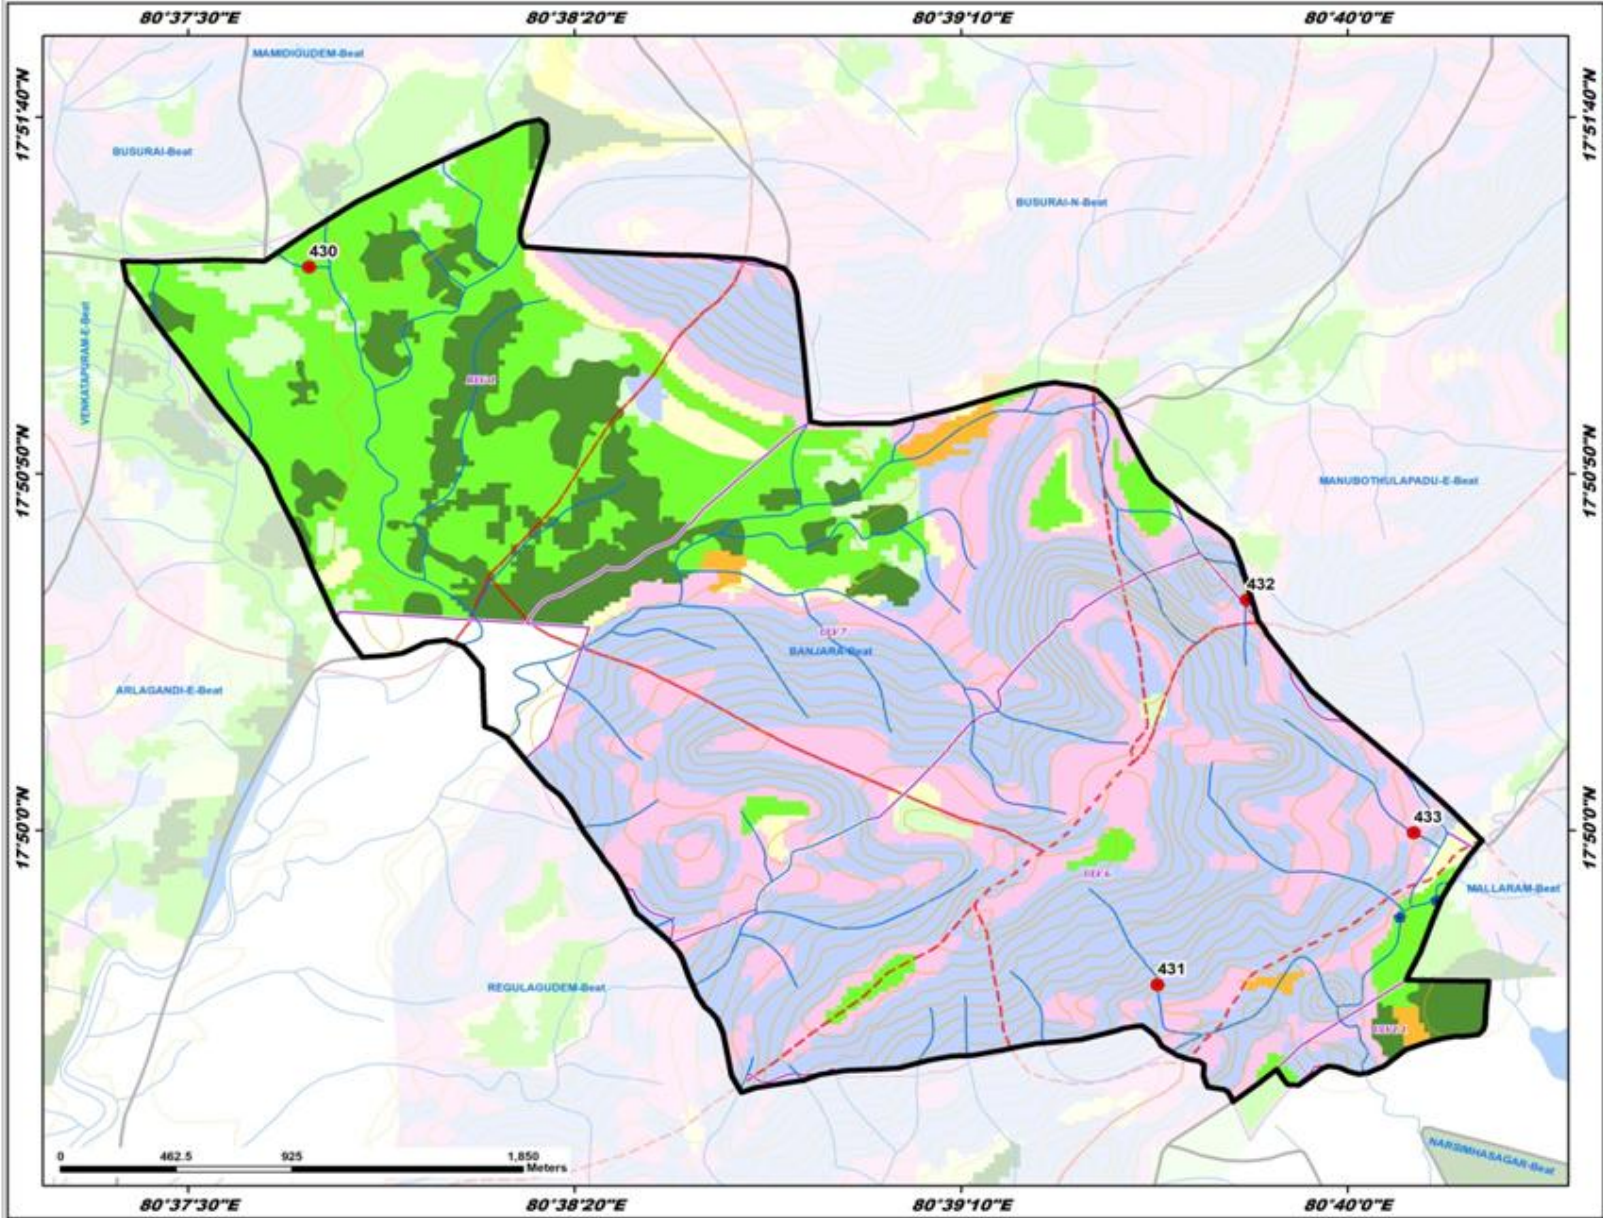 80°37'30"E 80°38'20"E 80°39'10"E 80°40'0"E
17°51'40"N 17°51'40"N
MAMIDIGUDEM-Beat
BUSURAI-Beat
BUSURAI-N-Beat
430
VENKATAPURAM-E-Beat
17°50'50"N 17°50'50"N
MANUBOTHULAPADU-E-Beat
432
BANJARA-Beat
ARLAGANDI-E-Beat
433
17°50'0"N 17°50'0"N
MALLARAM-Beat
431
REGULAGUDEM-Beat
NARSIMHASAGAR-Beat
0 462.5 925 1,850
Meters
80°37'30"E 80°38'20"E 80°39'10"E 80°40'0"E